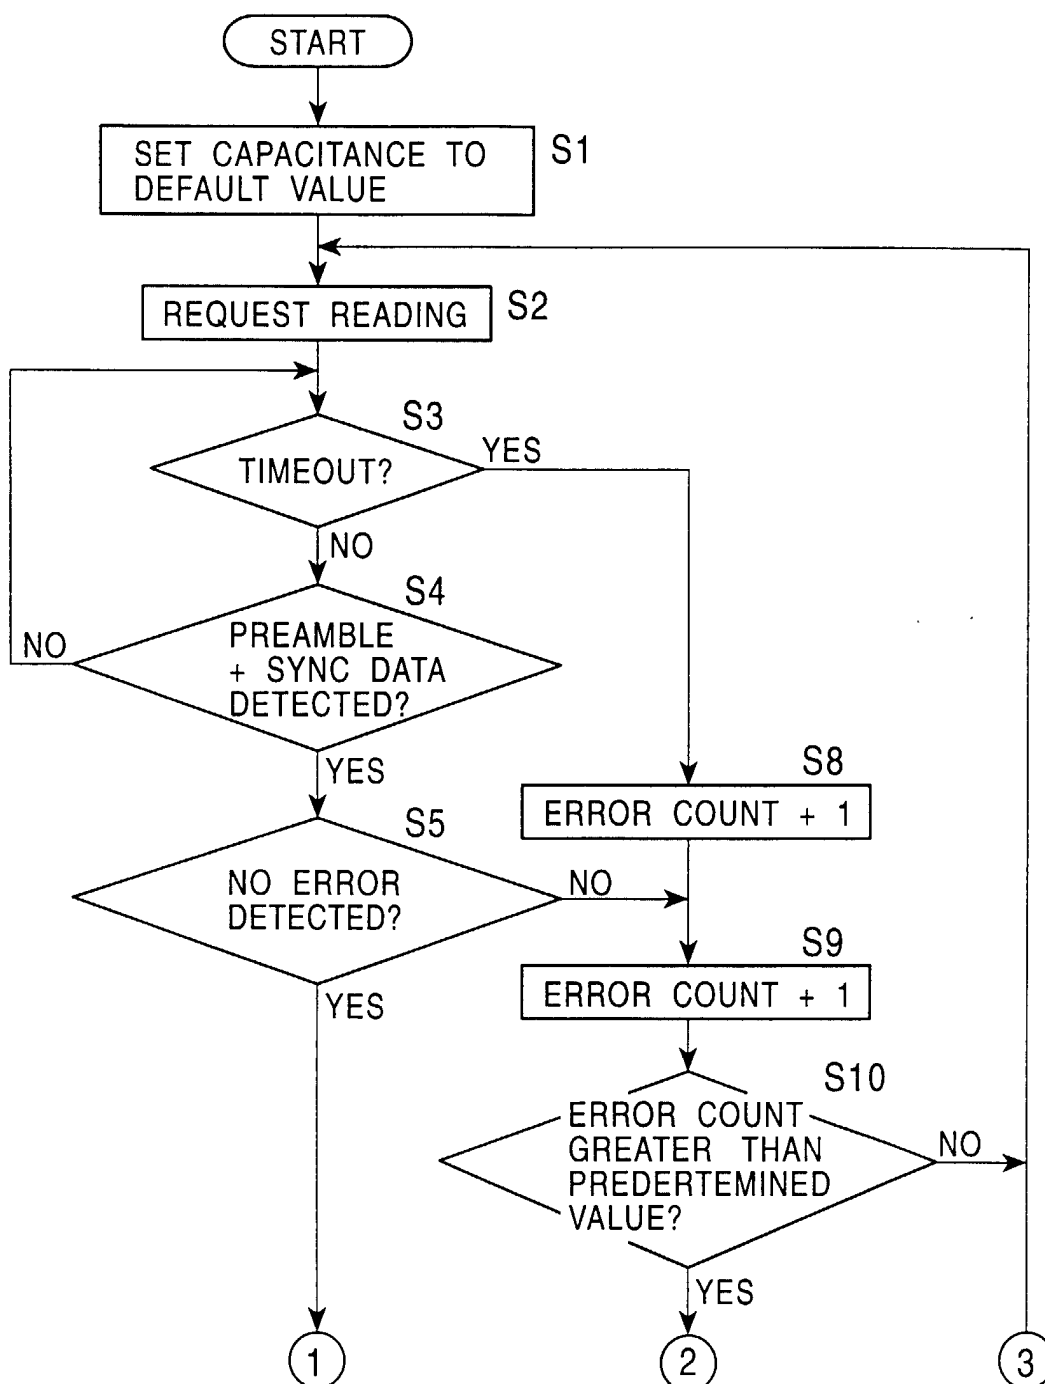 START
SET CAPACITANCE TO
DEFAULT VALUE
S1
REQUEST READING
S2
S3
TIMEOUT?
YES
NO
S4
PREAMBLE
+ SYNC DATA
DETECTED?
NO
YES
S8
ERROR COUNT + 1
S5
NO ERROR
DETECTED?
NO
YES
S9
ERROR COUNT + 1
S10
ERROR COUNT
GREATER THAN
PREDERTEMINED
VALUE?
NO
YES
1
2
3